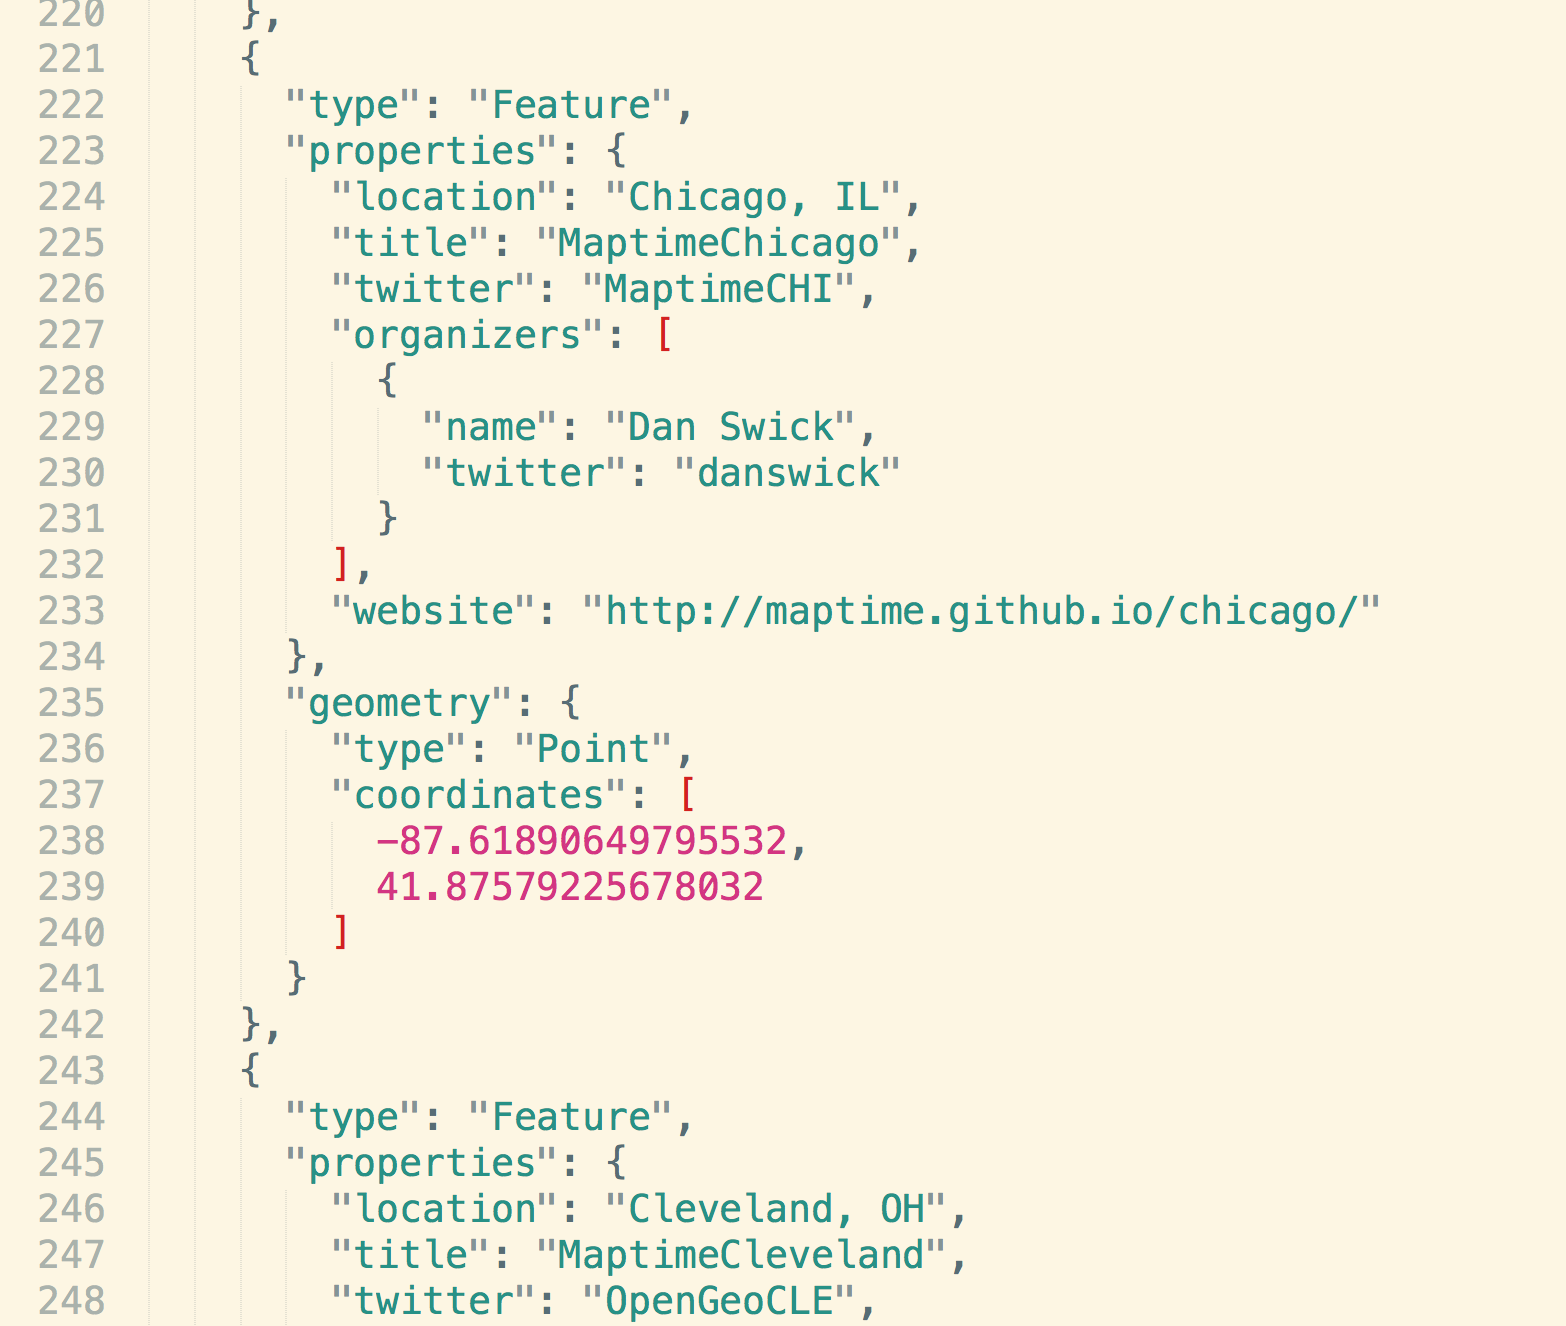 220 },
221 {
222 "type": "Feature",
223 "properties": {
224 "location": "Chicago, IL",
225 "title": "MaptimeChicago",
226 "twitter": "MaptimeCHI",
227 "organizers": [
228 {
229 "name": "Dan Swick",
230 "twitter": "danswick"
231 }
232 ],
233 "website": "http://maptime.github.io/chicago/"
234 },
235 "geometry": {
236 "type": "Point",
237 "coordinates": [
238 -87.61890649795532,
239 41.87579225678032
240 ]
241 }
242 },
243 {
244 "type": "Feature",
245 "properties": {
246 "location": "Cleveland, OH",
247 "title": "MaptimeCleveland",
248 "twitter": "OpenGeoCLE",